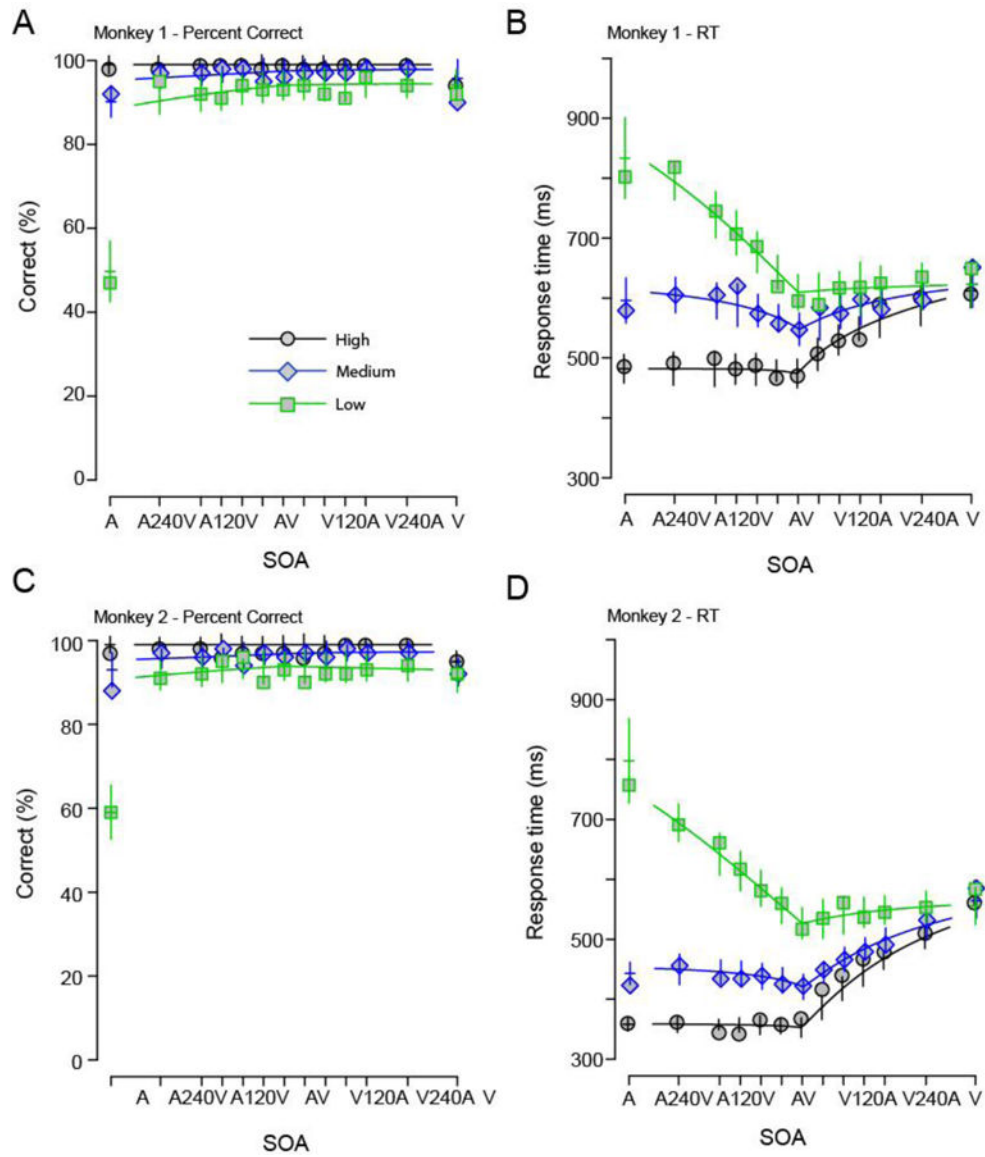 A
Monkey 1 - Percent Correct
Correct (%)
100
80
60
40
20
0
High
Medium
Low
A A240V A120V AV V120A V240A V
SOA
B
Monkey 1 - RT
Response time (ms)
900
700
500
300
A A240V A120V AV V120A V240A V
SOA
C
Monkey 2 - Percent Correct
Correct (%)
100
80
60
40
20
0
A A240V A120V AV V120A V240A V
SOA
D
Monkey 2 - RT
Response time (ms)
900
700
500
300
A A240V A120V AV V120A V240A V
SOA